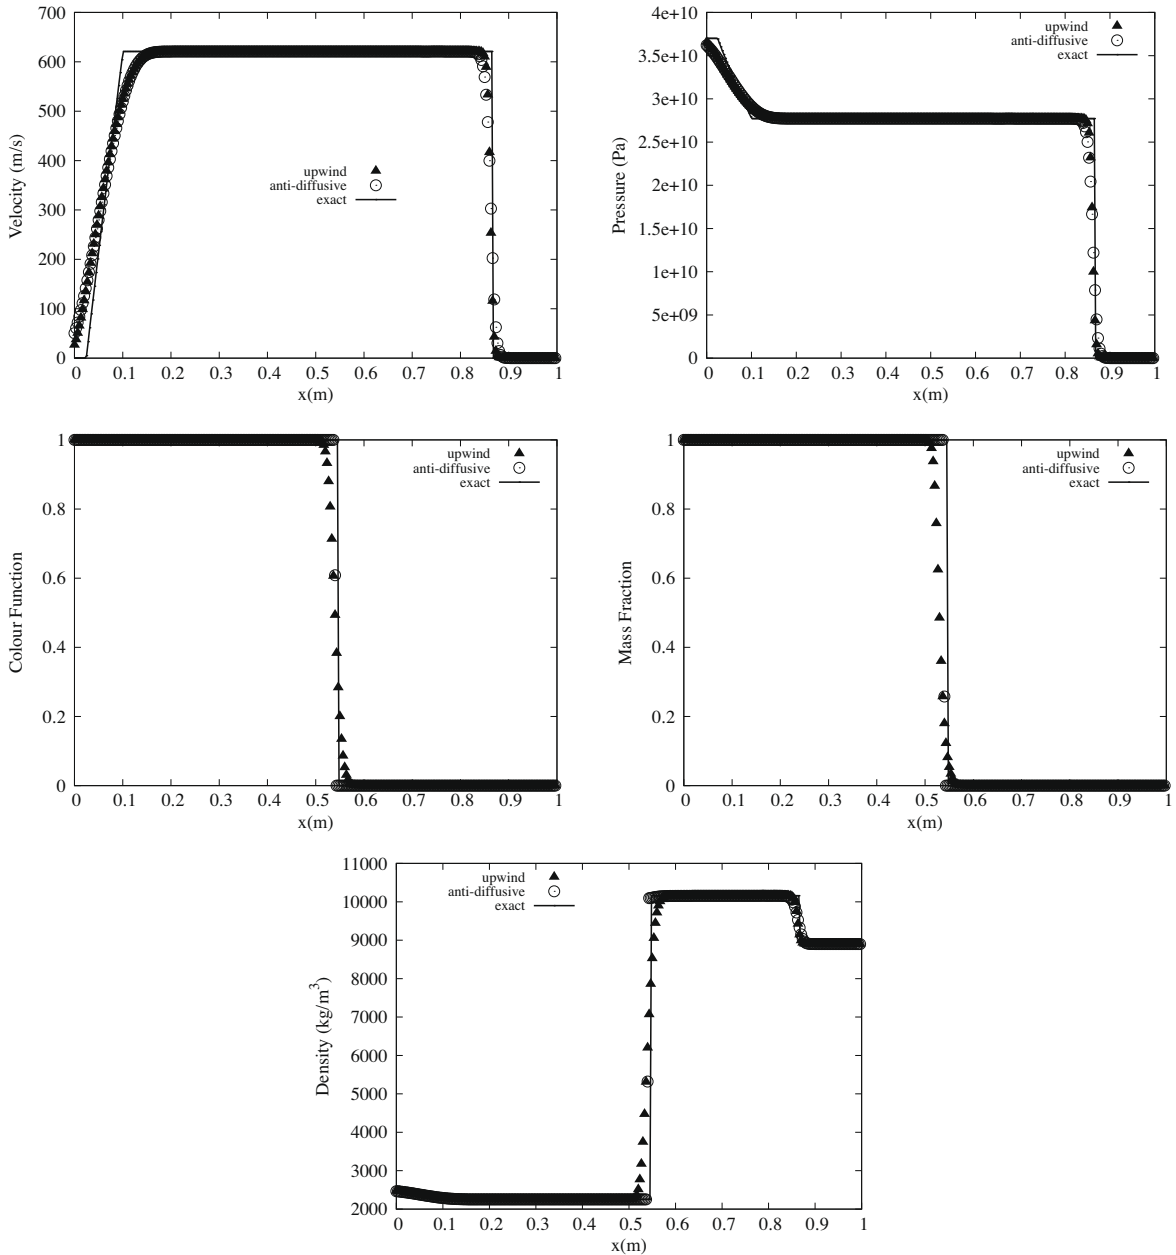 700
600
500
400
300
200
100
0
Velocity (m/s)
upwind
anti-diffusive
exact
0 0.1 0.2 0.3 0.4 0.5 0.6 0.7 0.8 0.9 1
x(m)
4e+10
3.5e+10
3e+10
2.5e+10
2e+10
1.5e+10
1e+10
5e+09
0
Pressure (Pa)
upwind
anti-diffusive
exact
0 0.1 0.2 0.3 0.4 0.5 0.6 0.7 0.8 0.9 1
x(m)
1
0.8
0.6
0.4
0.2
0
Colour Function
upwind
anti-diffusive
exact
0 0.1 0.2 0.3 0.4 0.5 0.6 0.7 0.8 0.9 1
x(m)
1
0.8
0.6
0.4
0.2
0
Mass Fraction
upwind
anti-diffusive
exact
0 0.1 0.2 0.3 0.4 0.5 0.6 0.7 0.8 0.9 1
x(m)
11000
10000
9000
8000
7000
6000
5000
4000
3000
2000
Density (kg/m³)
upwind
anti-diffusive
exact
0 0.1 0.2 0.3 0.4 0.5 0.6 0.7 0.8 0.9 1
x(m)